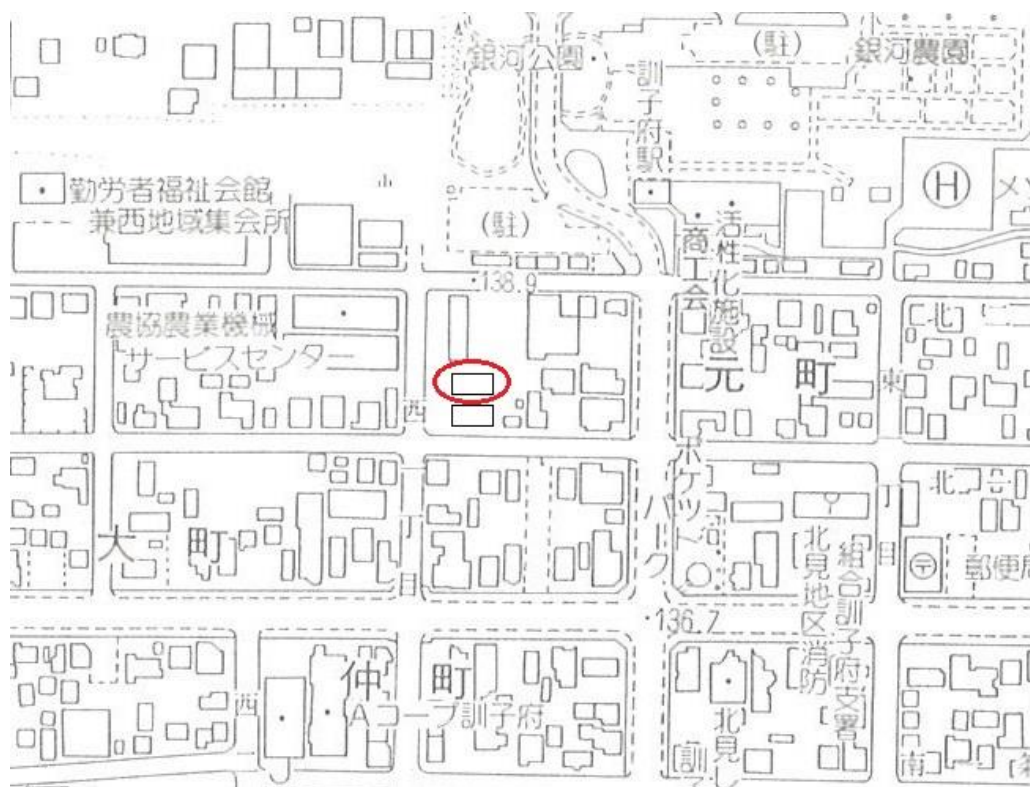 銀河公園
(駐)
銀河農園
訓子府駅
勤労者福祉会館
兼西地域集会所
(駐)
H
商工会
活性化施設
・138.9
農協農業機械
サービスセンター
元町
北
東
西
一丁目
大町
ポケットパーク
丁目
北見地区消防
組合訓子府支署
〒
郵便局
・136.7
仲町
西
Aコープ訓子府
北見
訓子
南